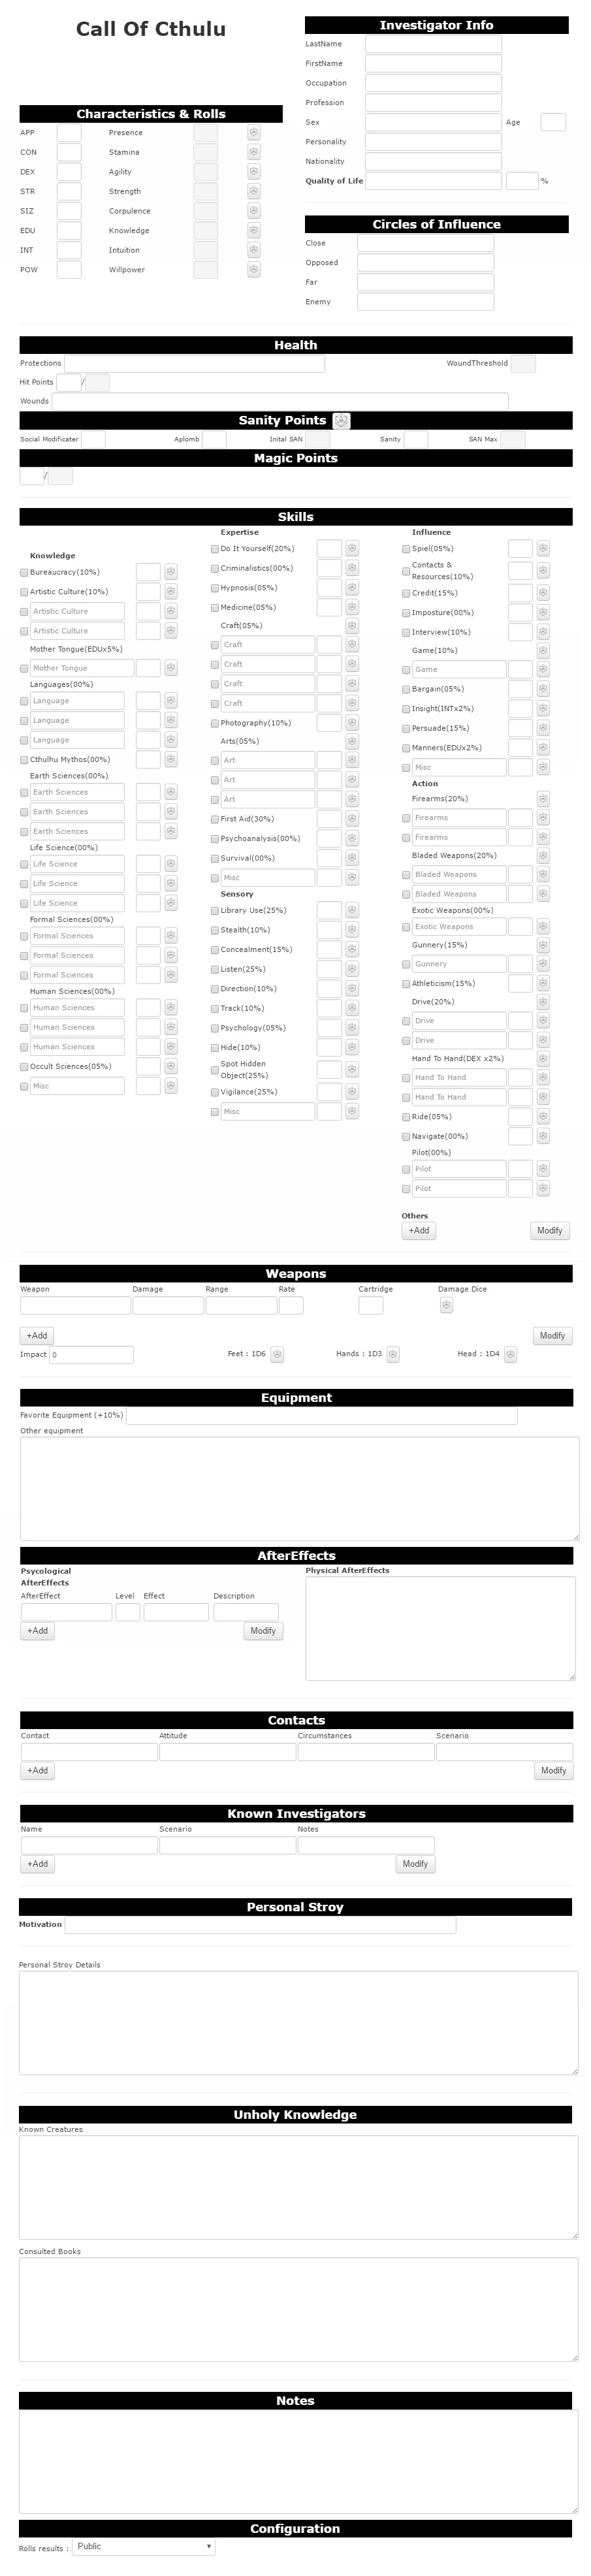 Call Of Cthulu
Investigator Info
LastName
FirstName
Occupation
Profession
Sex
Age
Personality
Nationality
Quality of Life
%
Characteristics & Rolls
APP Presence
CON Stamina
DEX Agility
STR Strength
SIZ Corpulence
EDU Knowledge
INT Intuition
POW Willpower
Circles of Influence
Close
Opposed
Far
Enemy
Health
Protections WoundThreshold
Hit Points /
Wounds
Sanity Points
Social Modificater Aplomb Inital SAN Sanity SAN Max
Magic Points
/
Skills
Knowledge
Bureaucracy(10%)
Artistic Culture(10%)
Artistic Culture
Artistic Culture
Mother Tongue(EDUx5%)
Mother Tongue
Languages(00%)
Language
Language
Language
Cthulhu Mythos(00%)
Earth Sciences(00%)
Earth Sciences
Earth Sciences
Earth Sciences
Life Science(00%)
Life Science
Life Science
Life Science
Formal Sciences(00%)
Formal Sciences
Formal Sciences
Formal Sciences
Human Sciences(00%)
Human Sciences
Human Sciences
Human Sciences
Occult Sciences(05%)
Misc
Expertise
Do It Yourself(20%)
Criminalistics(00%)
Hypnosis(05%)
Medicine(05%)
Craft(05%)
Craft
Craft
Craft
Craft
Photography(10%)
Arts(05%)
Art
Art
Art
First Aid(30%)
Psychoanalysis(00%)
Survival(00%)
Misc
Sensory
Library Use(25%)
Stealth(10%)
Concealment(15%)
Listen(25%)
Direction(10%)
Track(10%)
Psychology(05%)
Hide(10%)
Spot Hidden
Object(25%)
Vigilance(25%)
Misc
Influence
Spiel(05%)
Contacts &
Resources(10%)
Credit(15%)
Imposture(00%)
Interview(10%)
Game(10%)
Game
Bargain(05%)
Insight(INTx2%)
Persuade(15%)
Manners(EDUx2%)
Misc
Action
Firearms(20%)
Firearms
Firearms
Bladed Weapons(20%)
Bladed Weapons
Bladed Weapons
Exotic Weapons(00%)
Exotic Weapons
Gunnery(15%)
Gunnery
Athleticism(15%)
Drive(20%)
Drive
Drive
Hand To Hand(DEX x2%)
Hand To Hand
Hand To Hand
Ride(05%)
Navigate(00%)
Pilot(00%)
Pilot
Pilot
Others
+Add Modify
Weapons
Weapon Damage Range Rate Cartridge Damage Dice
+Add Modify
Impact 0 Feet : 1D6 Hands : 1D3 Head : 1D4
Equipment
Favorite Equipment (+10%)
Other equipment
AfterEffects
Psycological
AfterEffects
AfterEffect Level Effect Description
+Add Modify
Physical AfterEffects
Contacts
Contact Attitude Circumstances Scenario
+Add Modify
Known Investigators
Name Scenario Notes
+Add Modify
Personal Stroy
Motivation
Personal Stroy Details
Unholy Knowledge
Known Creatures
Consulted Books
Notes
Configuration
Rolls results : Public